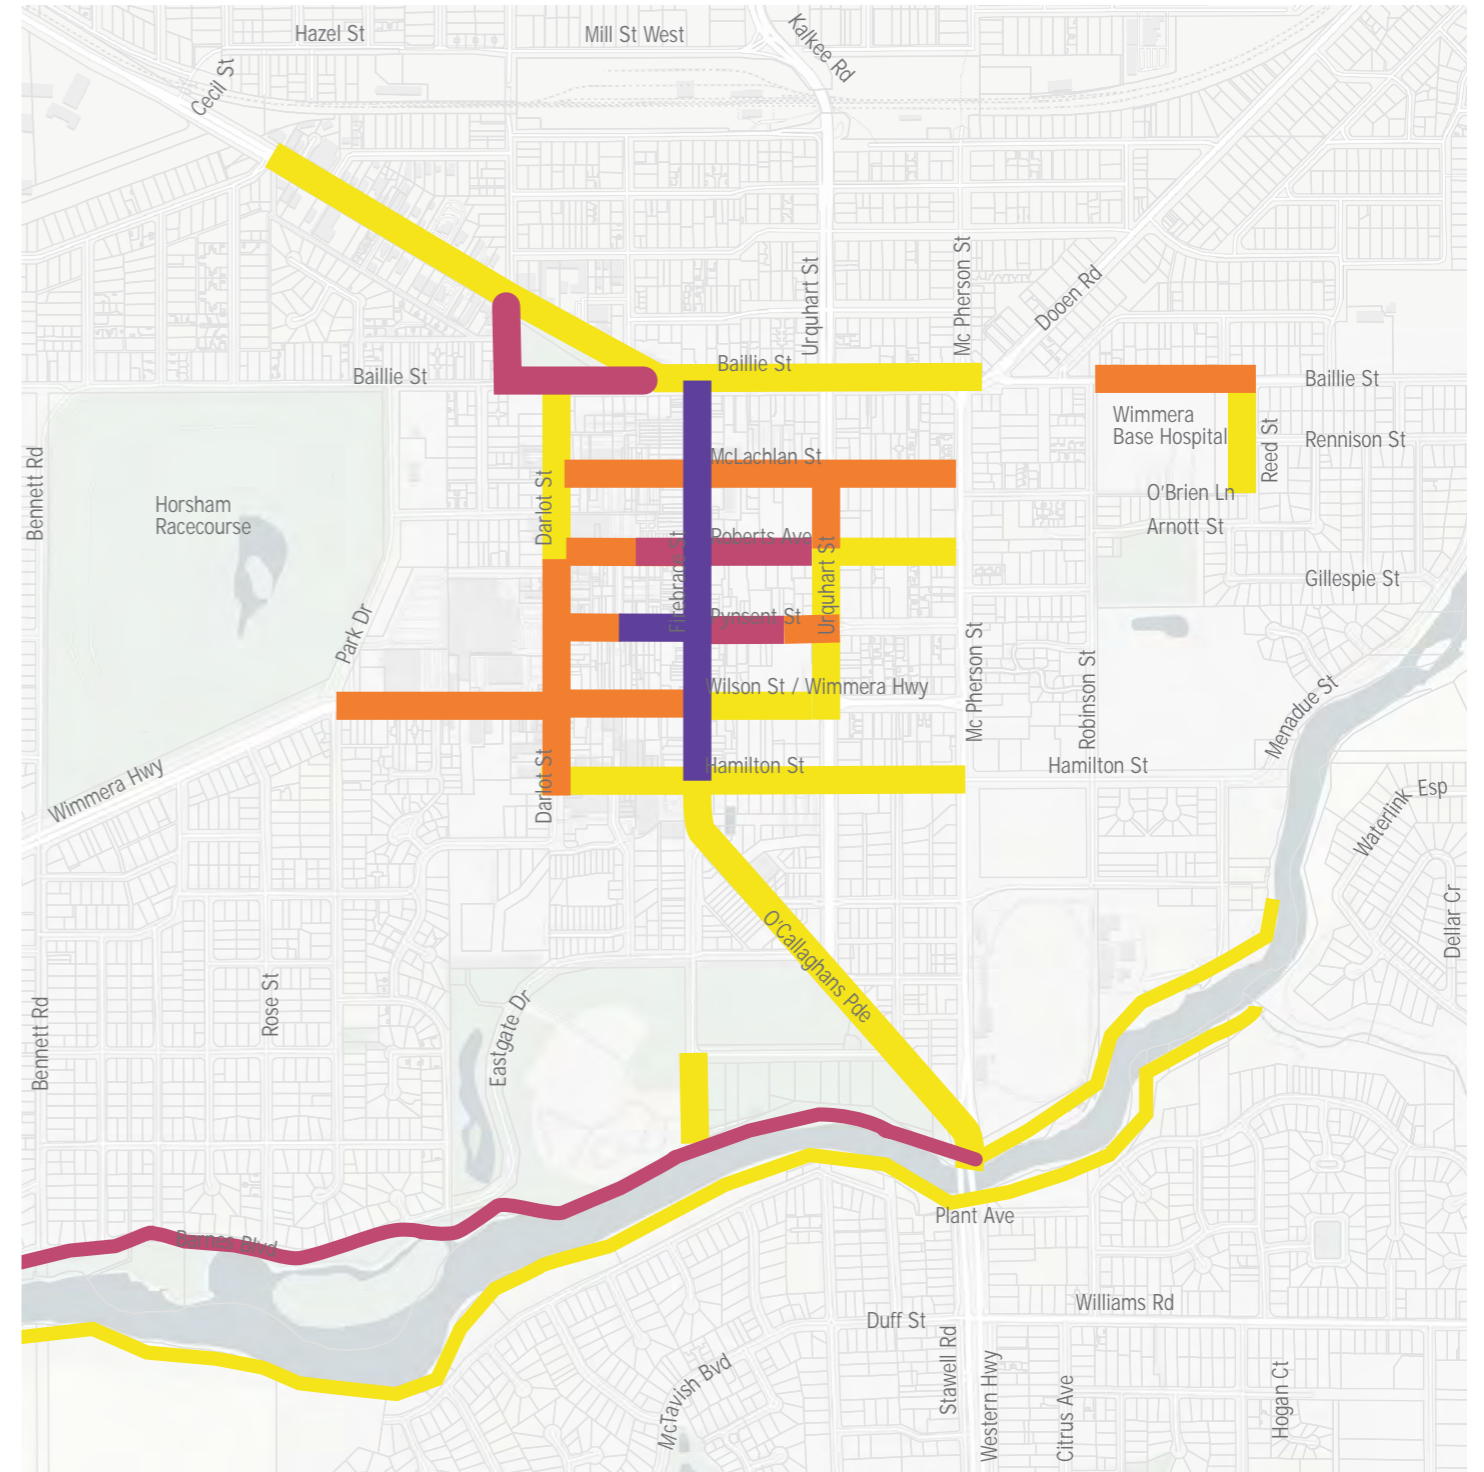 Hazel St
Mill St West
Kalkee Rd
Cecil St
Urquhart St
Mc Pherson St
Dooen Rd
Baillie St
Baillie St
Baillie St
Wimmera
Base Hospital
Reed St
Rennison St
Bennett Rd
Horsham
Racecourse
Darlot St
McLachlan St
O'Brien Ln
Arnott St
Roberts Ave
Firebrace St
Urquhart St
Gillespie St
Park Dr
Pynsent St
Wilson St / Wimmera Hwy
Mc Pherson St
Robinson St
Menadue St
Wimmera Hwy
Darlot St
Hamilton St
Hamilton St
Waterlink Esp
Dellar Cr
O'Callaghans Pde
Rose St
Bennett Rd
Eastgate Dr
Barnes Blvd
Plant Ave
Williams Rd
Duff St
Stawell Rd
Western Hwy
McTavish Bvd
Citrus Ave
Hogan Ct